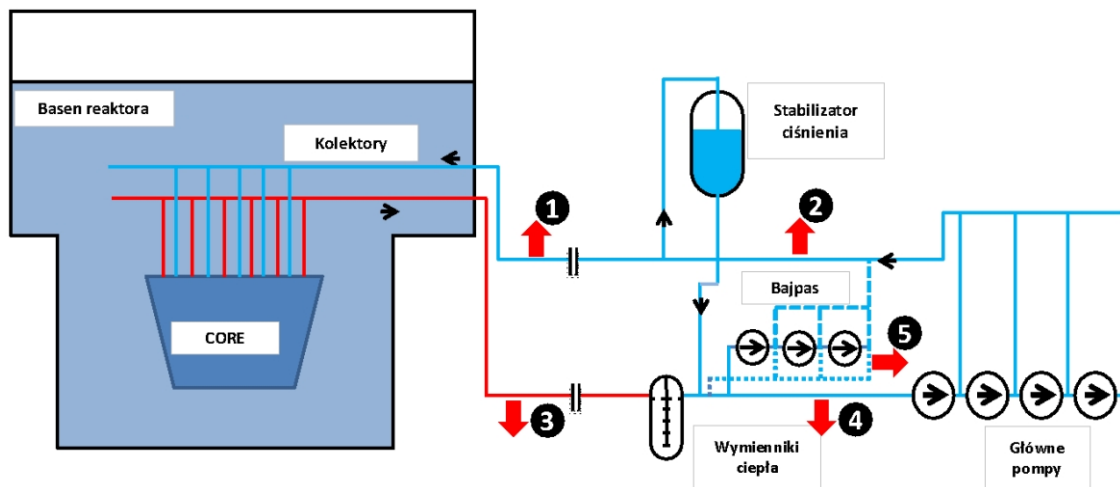 Basen reaktora
Kolektory
Stabilizator
ciśnienia
1
2
Bajpas
CORE
5
3
4
Wymienniki
ciepła
Główne
pompy